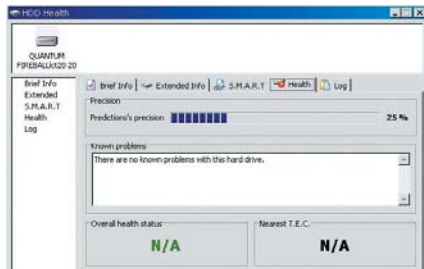 HDD Health
QUANTUM
FIREBALLlct20 20
Brief Info
Extended
S.M.A.R.T
Health
Log
Brief Info
Extended Info
S.M.A.R.T
Health
Log
Precision
Predictions's precision
25 %
Known problems
There are no known problems with this hard drive.
Overall health status
N/A
Nearest T.E.C.
N/A